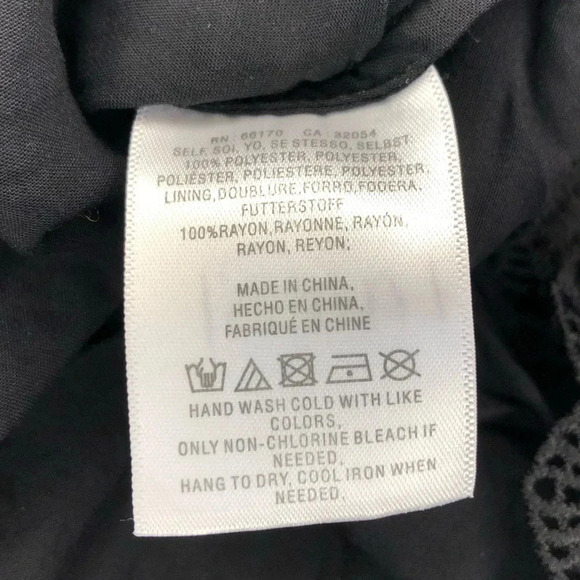 RN: 66170 CA: 32054
SELF, SOI, YO, SE STESSO, SELBST
100% POLYESTER, POLYESTER,
POLIÉSTER, POLIESTERE, POLYESTER,
LINING, DOUBLURE, FORRO, FODERA,
FUTTERSTOFF
100%RAYON, RAYONNE, RAYÓN,
RAYON, REYON,
MADE IN CHINA,
HECHO EN CHINA,
FABRIQUÉ EN CHINE
HAND WASH COLD WITH LIKE
COLORS,
ONLY NON-CHLORINE BLEACH IF
NEEDED,
HANG TO DRY, COOL IRON WHEN
NEEDED.